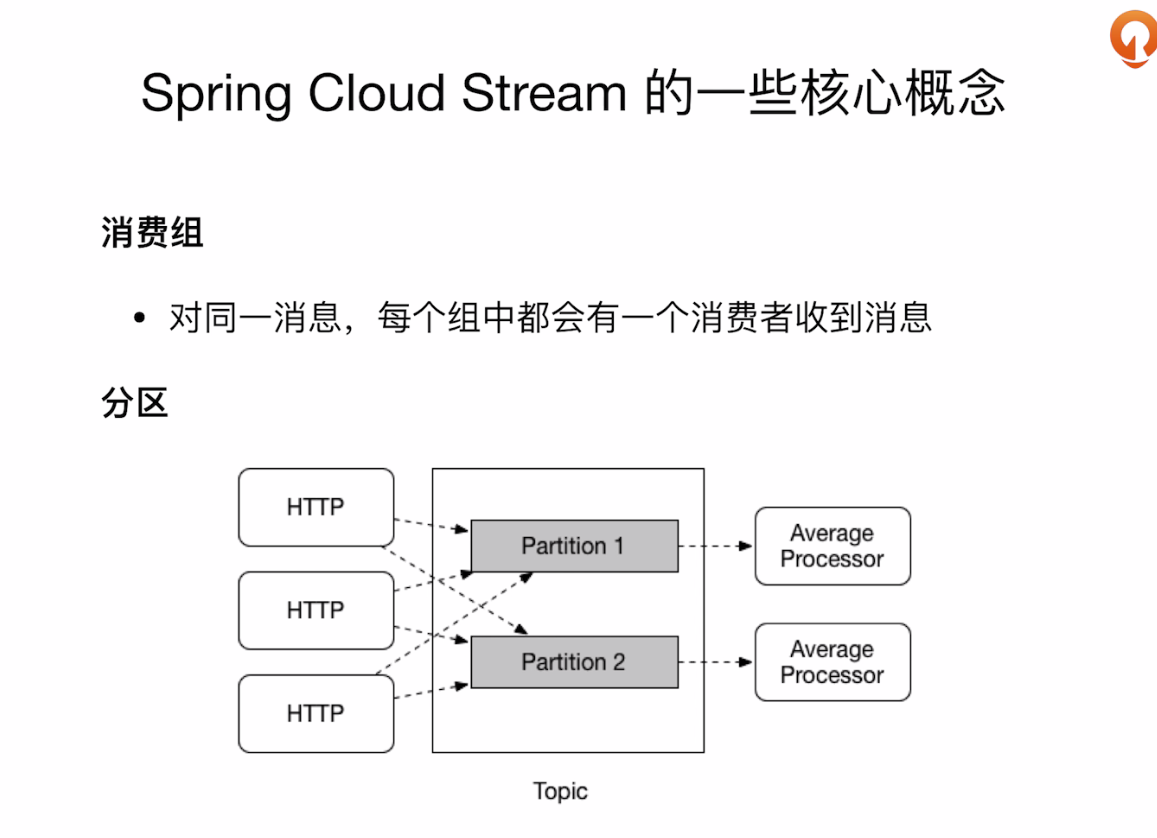 Spring Cloud Stream 的一些核心概念
消费组
• 对同一消息，每个组中都会有一个消费者收到消息
分区
HTTP
HTTP
HTTP
Partition 1
Partition 2
Average
Processor
Average
Processor
Topic